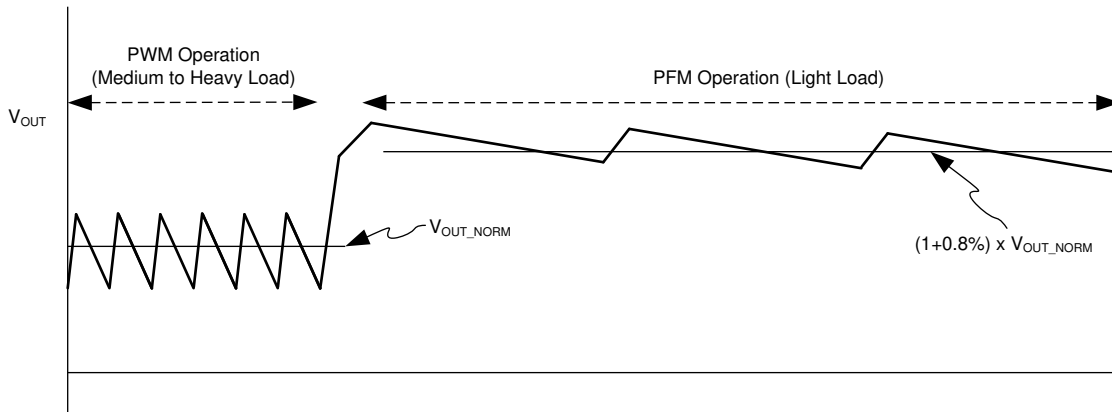 PWM Operation
(Medium to Heavy Load)
PFM Operation (Light Load)
VOUT
VOUT_NORM
(1+0.8%) x VOUT_NORM